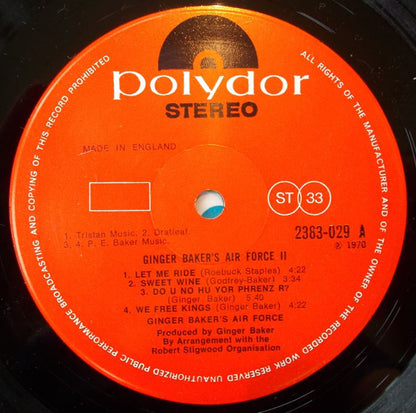 polydor
STEREO
MADE IN ENGLAND
ST 33
1. Tristan Music, 2. Dratleaf.
3. 4. P. E. Baker Music.
2383-029 A
℗ 1970
GINGER BAKER'S AIR FORCE II
1. LET ME RIDE (Roebuck Staples) 4:22
2. SWEET WINE (Godfrey-Baker) 3:34
3. DO U NO HU YOR PHRENZ R?
(Ginger Baker) 5.40
4. WE FREE KINGS (Ginger Baker) 4:22
GINGER BAKER'S AIR FORCE
Produced by Ginger Baker
By Arrangement with the
Robert Stigwood Organisation
ALL RIGHTS OF THE MANUFACTURER AND OF THE OWNER OF THE RECORDED WORK RESERVED UNAUTHORIZED PUBLIC PERFORMANCE BROADCASTING AND COPYING OF THIS RECORD PROHIBITED